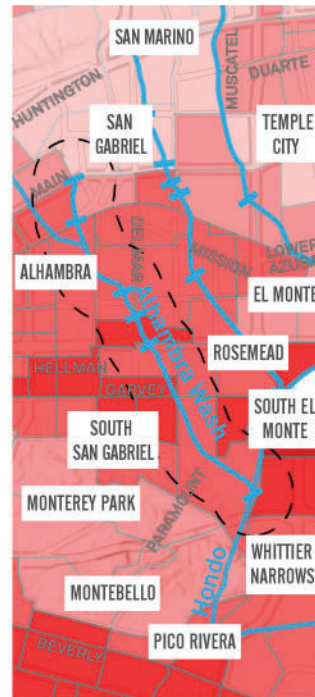 SAN MARINO
MUSCATEL
DUARTE
HUNTINGTON
SAN
GABRIEL
TEMPLE
CITY
MAIN
DEL MAR
MISSION
LOWER
AZUSA
ALHAMBRA
EL MONTE
Alhambra Wash
ROSEMEAD
HELLMAN
GARVEY
SOUTH EL
MONTE
SOUTH
SAN GABRIEL
MONTEREY PARK
PARAMOUNT
WHITTIER
NARROWS
MONTEBELLO
Hondo
PICO RIVERA
BEVERLY